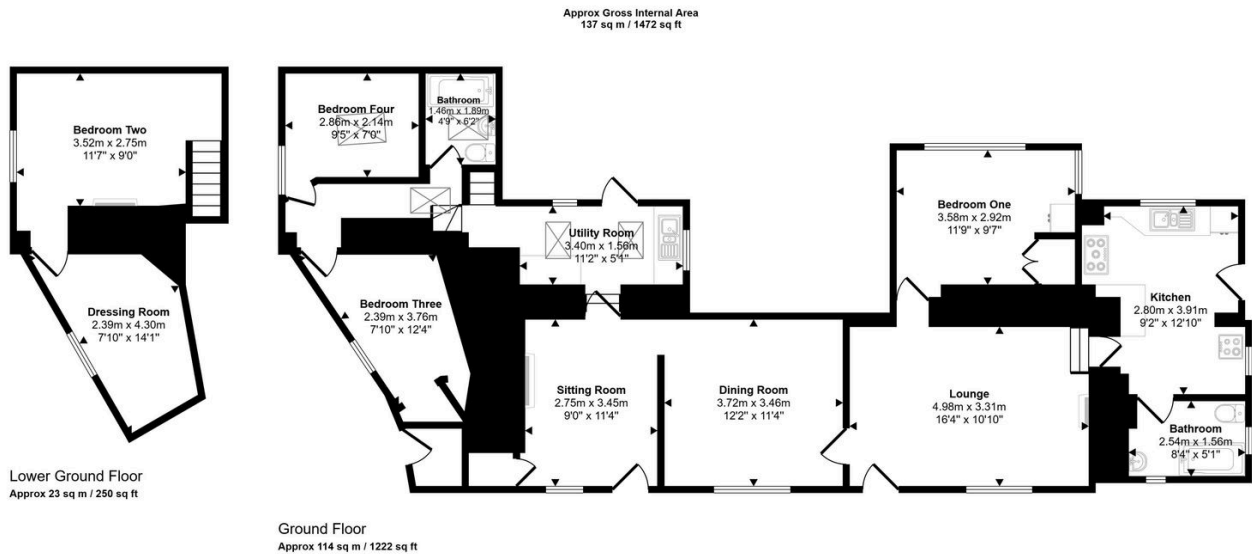 Approx Gross Internal Area
137 sq m / 1472 sq ft
Bedroom Two
3.52m x 2.75m
11'7" x 9'0"
Dressing Room
2.39m x 4.30m
7'10" x 14'1"
Lower Ground Floor
Approx 23 sq m / 250 sq ft
Bedroom Four
2.86m x 2.14m
9'5" x 7'0"
Bathroom
1.46m x 1.89m
4'9" x 6'2"
Utility Room
3.40m x 1.56m
11'2" x 5'1"
Bedroom Three
2.39m x 3.76m
7'10" x 12'4"
Sitting Room
2.75m x 3.45m
9'0" x 11'4"
Dining Room
3.72m x 3.46m
12'2" x 11'4"
Bedroom One
3.58m x 2.92m
11'9" x 9'7"
Kitchen
2.80m x 3.91m
9'2" x 12'10"
Lounge
4.98m x 3.31m
16'4" x 10'10"
Bathroom
2.54m x 1.56m
8'4" x 5'1"
Ground Floor
Approx 114 sq m / 1222 sq ft